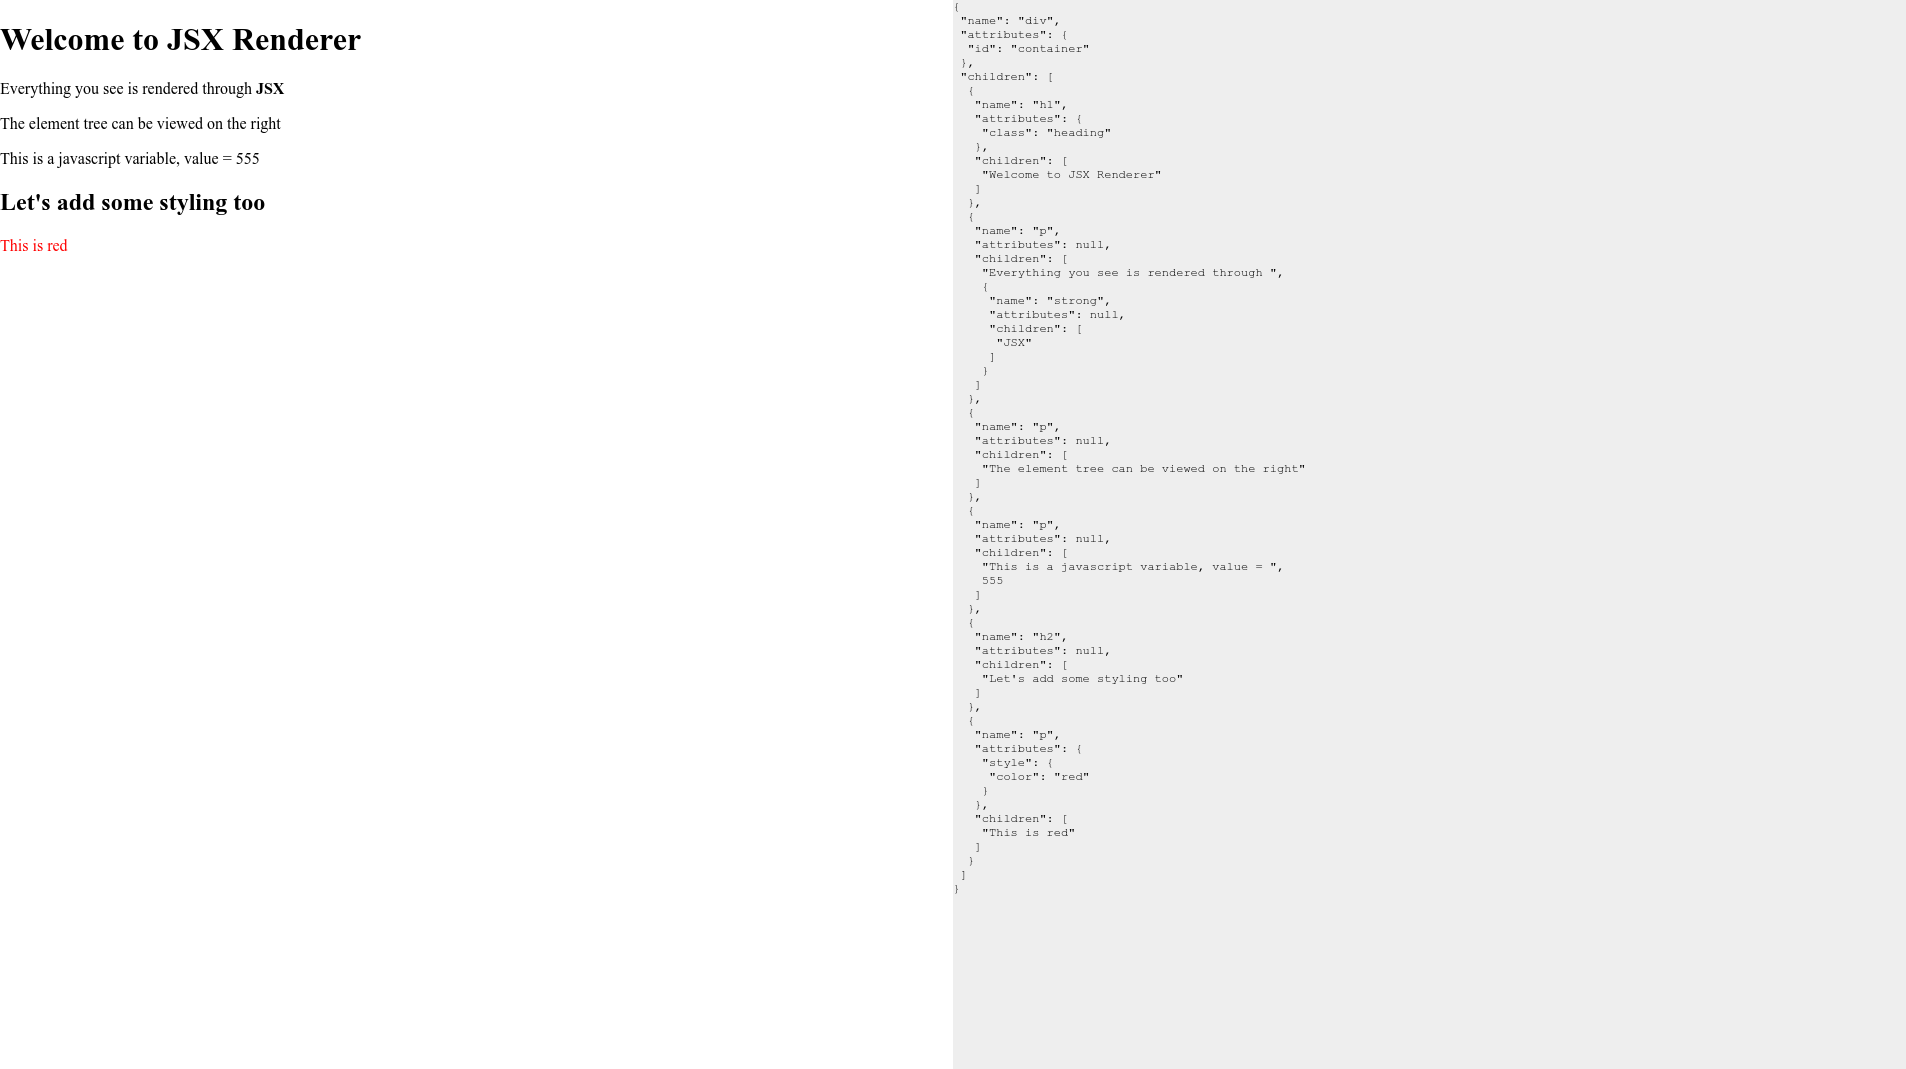 Welcome to JSX Renderer
Everything you see is rendered through JSX
The element tree can be viewed on the right
This is a javascript variable, value = 555
Let's add some styling too
This is red
{
 "name": "div",
 "attributes": {
  "id": "container"
 },
 "children": [
  {
   "name": "h1",
   "attributes": {
    "class": "heading"
   },
   "children": [
    "Welcome to JSX Renderer"
   ]
  },
  {
   "name": "p",
   "attributes": null,
   "children": [
    "Everything you see is rendered through ",
    {
     "name": "strong",
     "attributes": null,
     "children": [
      "JSX"
     ]
    }
   ]
  },
  {
   "name": "p",
   "attributes": null,
   "children": [
    "The element tree can be viewed on the right"
   ]
  },
  {
   "name": "p",
   "attributes": null,
   "children": [
    "This is a javascript variable, value = ",
    555
   ]
  },
  {
   "name": "h2",
   "attributes": null,
   "children": [
    "Let's add some styling too"
   ]
  },
  {
   "name": "p",
   "attributes": {
    "style": {
     "color": "red"
    }
   },
   "children": [
    "This is red"
   ]
  }
 ]
}